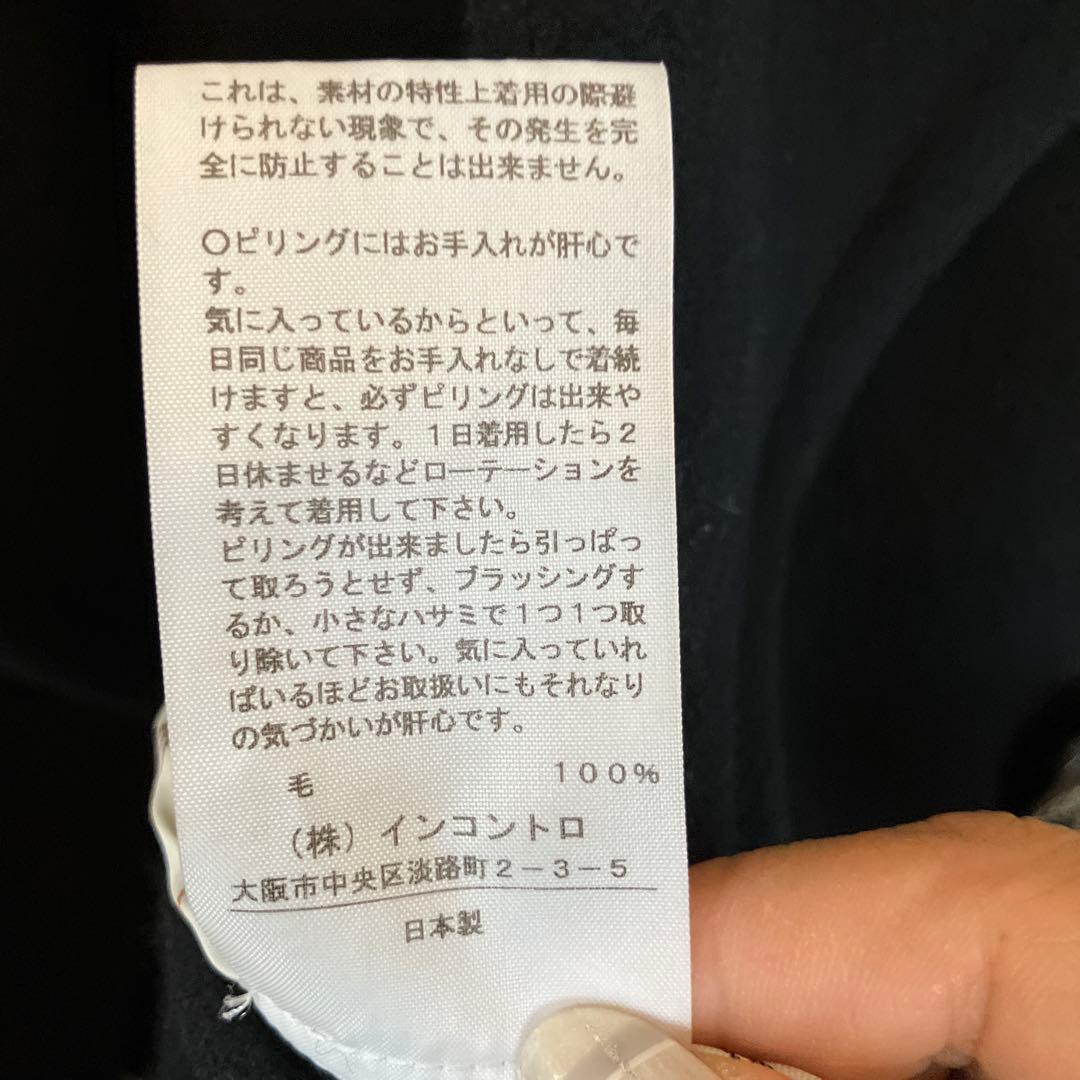 これは、素材の特性上着用の際避
けられない現象で、その発生を完
全に防止することは出来ません。
○ピリングにはお手入れが肝心で
す。
気に入っているからといって、毎
日同じ商品をお手入れなしで着続
けますと、必ずピリングは出来や
すくなります。１日着用したら２
日休ませるなどローテーションを
考えて着用して下さい。
ピリングが出来ましたら引っぱっ
て取ろうとせず、ブラッシングす
るか、小さなハサミで１つ１つ取
り除いて下さい。気に入っていれ
ばいるほどお取扱いにもそれなり
の気づかいが肝心です。
毛 １００％
（株）インコントロ
大阪市中央区淡路町２－３－５
日本製